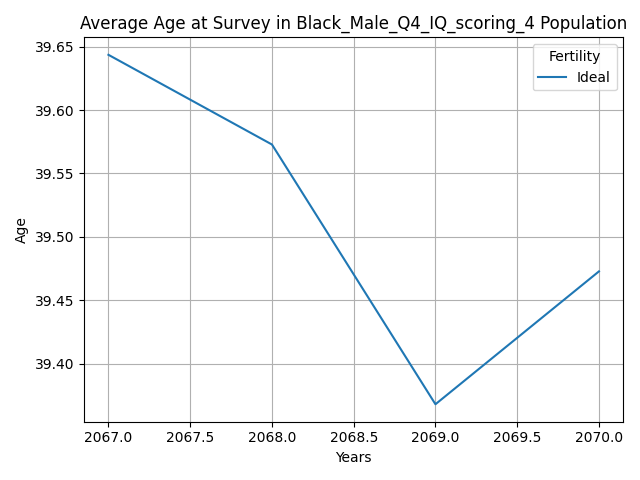 Average Age at Survey in Black_Male_Q4_IQ_scoring_4 Population
39.65
39.60
39.55
39.50
39.45
39.40
Age
Fertility
Ideal
2067.0 2067.5 2068.0 2068.5 2069.0 2069.5 2070.0
Years